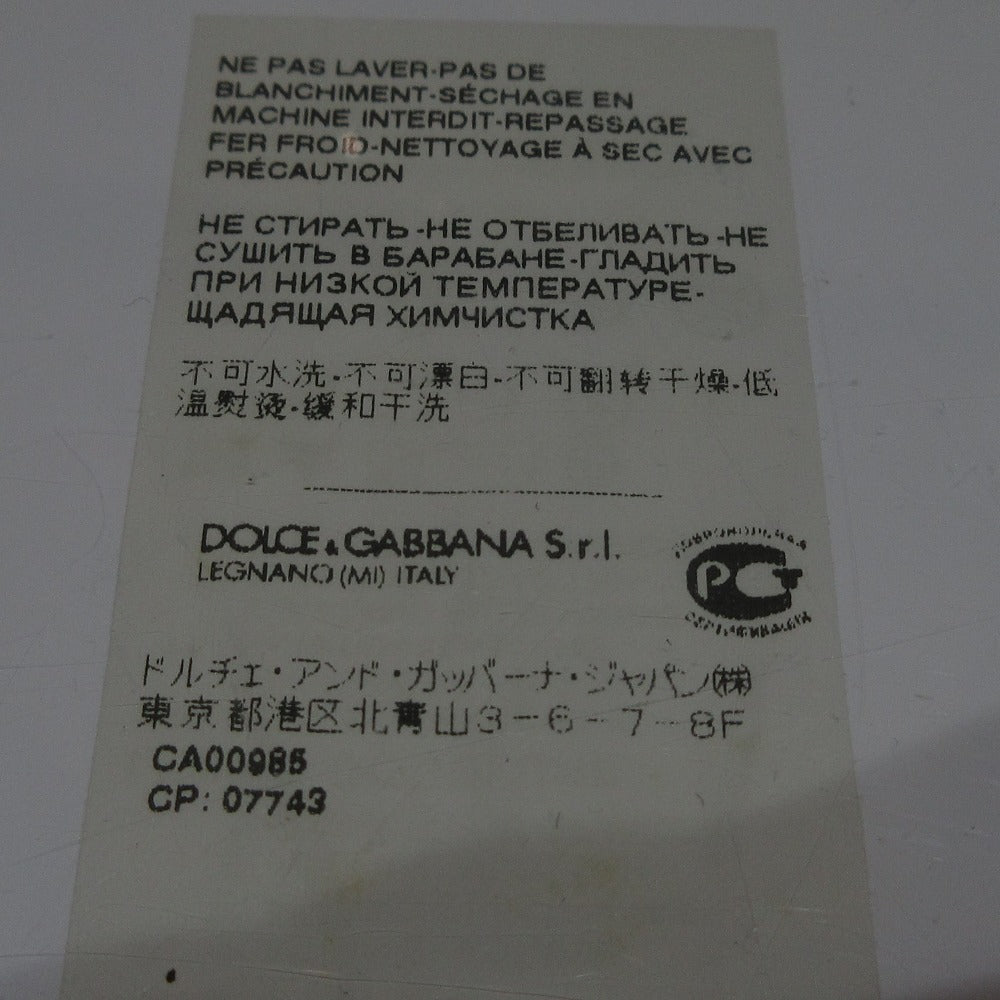 NE PAS LAVER-PAS DE
BLANCHIMENT-SÉCHAGE EN
MACHINE INTERDIT-REPASSAGE
FER FROID-NETTOYAGE À SEC AVEC
PRÉCAUTION
НЕ СТИРАТЬ-НЕ ОТБЕЛИВАТЬ-НЕ
СУШИТЬ В БАРАБАНЕ-ГЛАДИТЬ
ПРИ НИЗКОЙ ТЕМПЕРАТУРЕ-
ЩАДЯЩАЯ ХИМЧИСТКА
不可水洗-不可漂白-不可翻转干燥-低
温熨烫-缓和干洗
DOLCE & GABBANA S.r.l.
LEGNANO (MI) ITALY
РСТ
ドルチェ・アンド・ガッバーナ・ジャパン㈱
東京都港区北青山3-6-7-8F
CA00985
CP: 07743